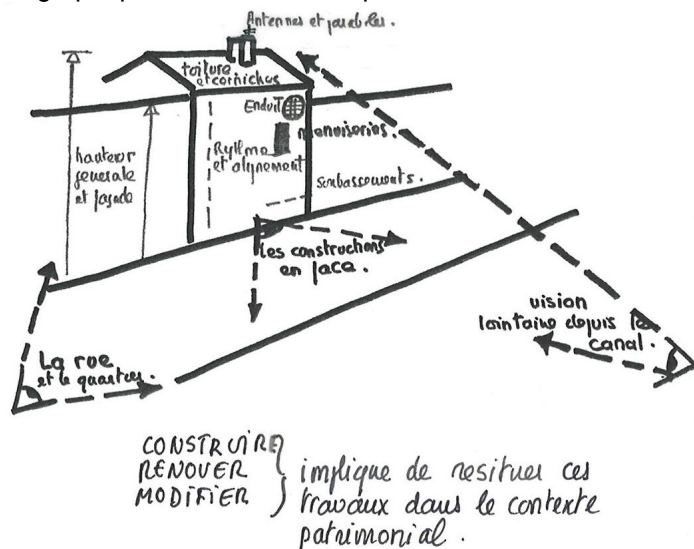 Antennes et paraboles.
toiture
et corniches
Enduit
menuiseries.
Rythme
et alignement
hauteur
generale
et façade
Soubassements.
les constructions
en face.
vision
lointaine depuis le
canal.
La rue
et le quartier.
CONSTRUIRE
RENOVER
MODIFIER
implique de resituer ces
travaux dans le contexte
patrimonial.